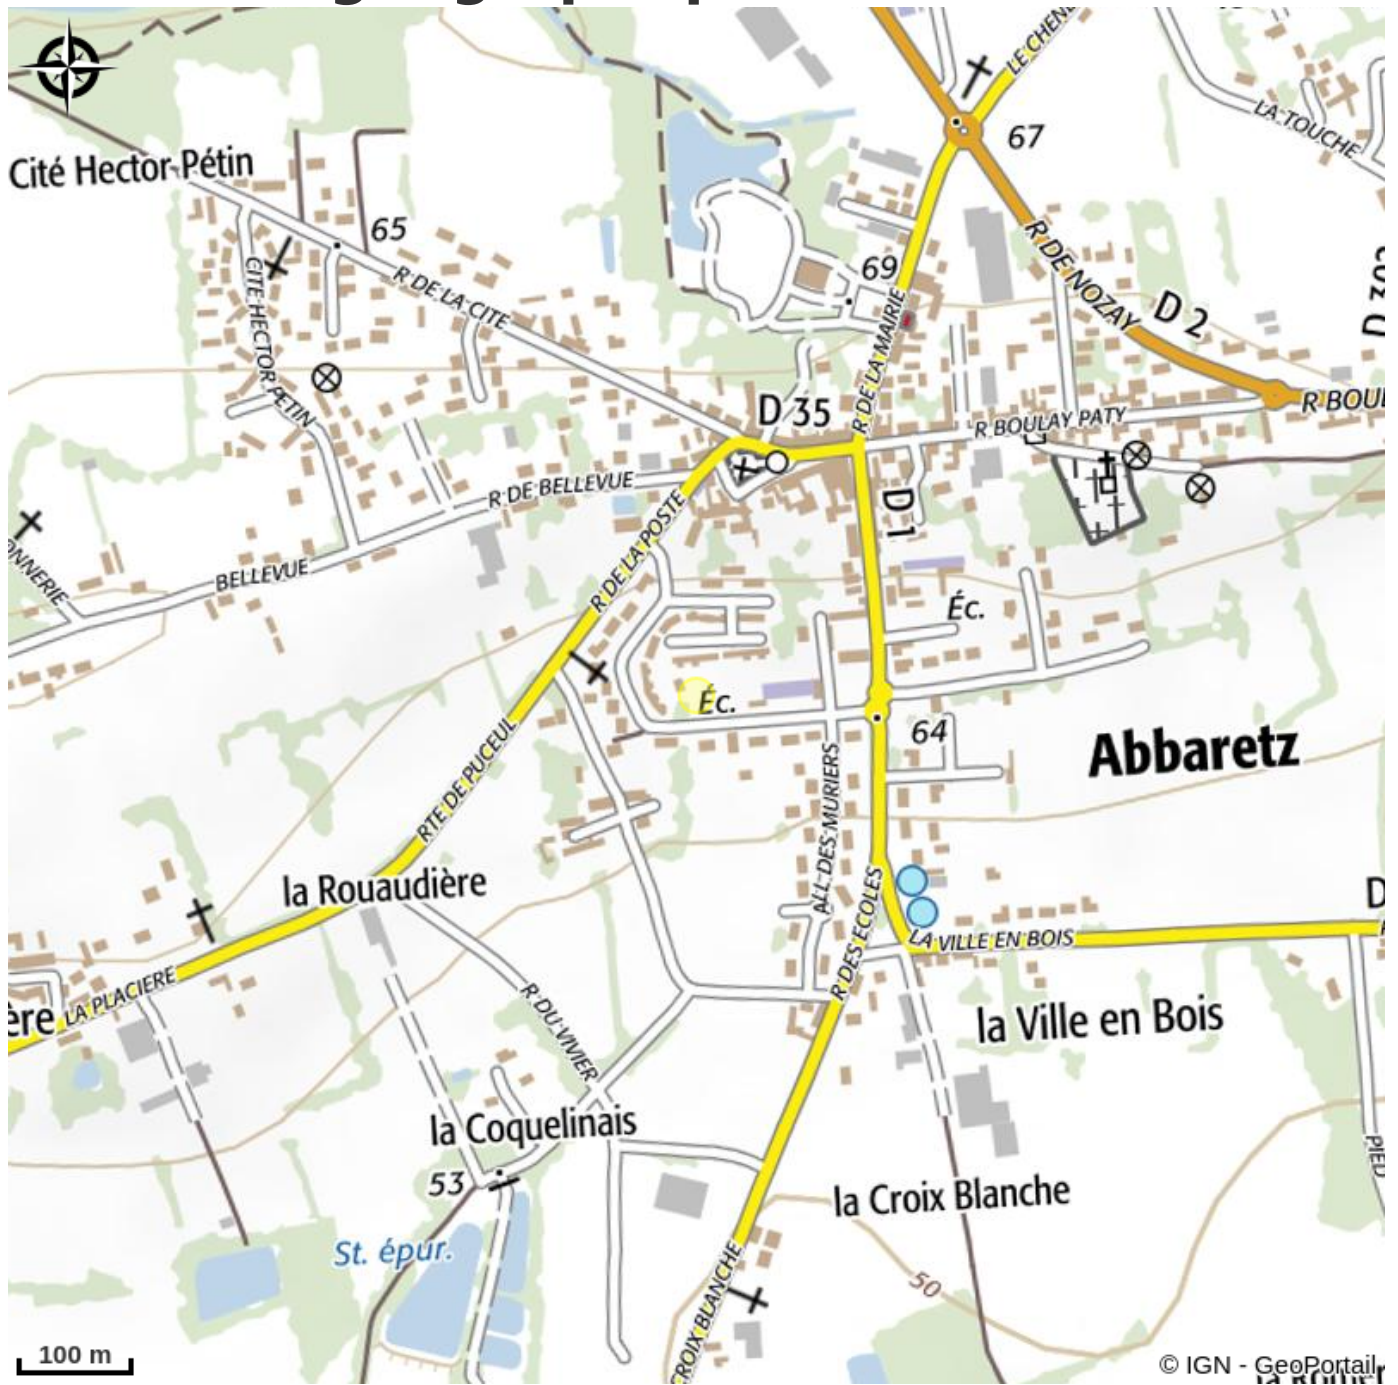 LE CHENE
67
LA TOUCHE
Cité Hector Pétin
65
R DE LA CITE
CITE HECTOR PETIN
69
R DE LA MAIRIE
R DE NOZAY
D 2
D 35
R BOULAY PATY
R BOUL
R DE BELLEVUE
D 1
ONNERIE
BELLEVUE
R DE LA POSTE
Éc.
Éc.
64
Abbaretz
RTE DE PUCEUL
ALL DES MURIERS
la Rouaudière
R DES ECOLES
D
LA VILLE EN BOIS
ère
LA PLACIERE
R DU VIVIER
la Ville en Bois
la Coquelinais
PIED
53
la Croix Blanche
St. épur.
50
CROIX BLANCHE
100 m
© IGN - GeoPortail